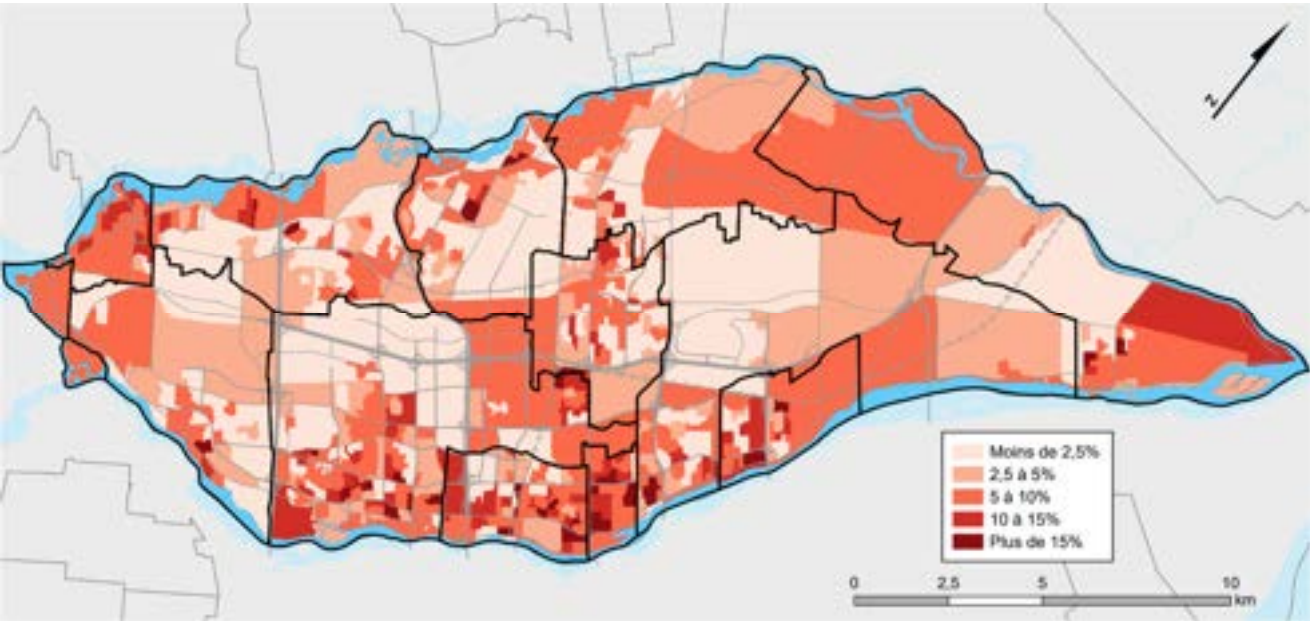 N
Moins de 2,5%
2,5 à 5%
5 à 10%
10 à 15%
Plus de 15%
0 2,5 5 10
km